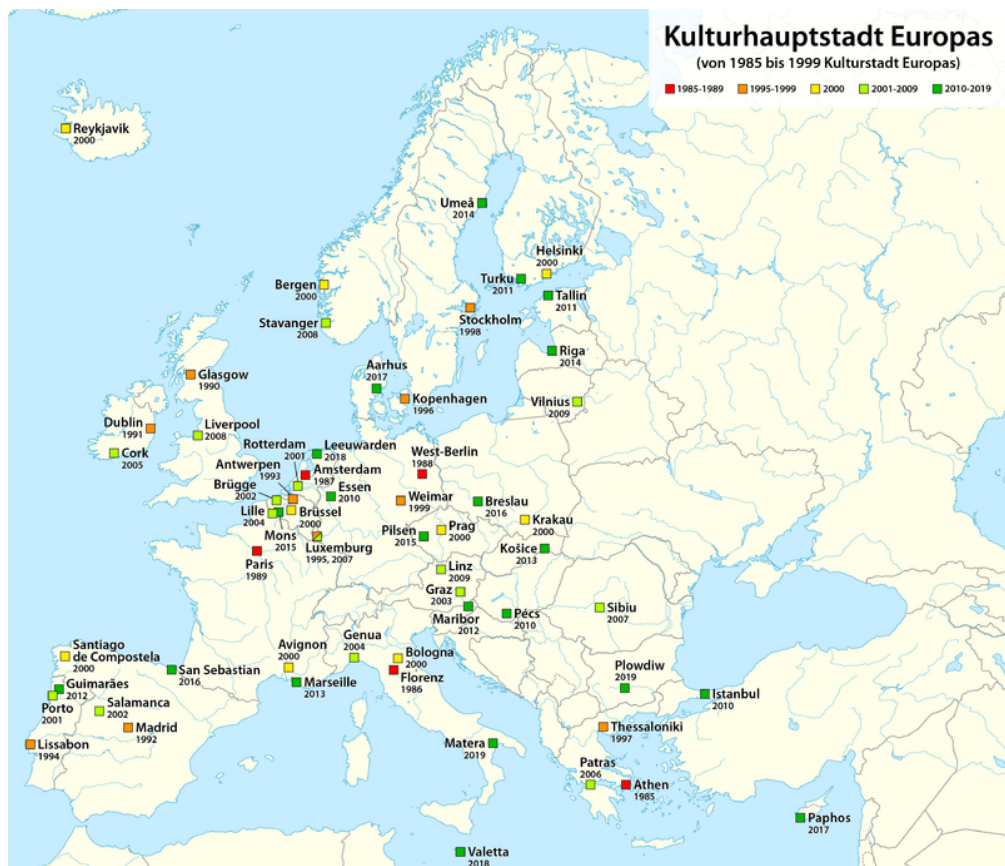 Kulturhauptstadt Europas
(von 1985 bis 1999 Kulturstadt Europas)
1985-1989 1995-1999 2000 2001-2009 2010-2019
Reykjavik
2000
Umeå
2014
Helsinki
2000
Turku
2011
Bergen
2000
Tallin
2011
Stavanger
2008
Stockholm
1998
Riga
2014
Aarhus
2017
Glasgow
1990
Kopenhagen
1996
Vilnius
2009
Dublin
1991
Liverpool
2008
Cork
2005
Rotterdam
2001
Leeuwarden
2018
West-Berlin
1988
Antwerpen
1993
Amsterdam
1987
Brügge
2002
Essen
2010
Weimar
1999
Breslau
2016
Lille
2004
Brüssel
2000
Krakau
2000
Prag
2000
Mons
2015
Pilsen
2015
Luxemburg
1995, 2007
Košice
2013
Paris
1989
Linz
2009
Graz
2003
Maribor
2012
Pécs
2010
Sibiu
2007
Santiago
de Compostela
2000
Avignon
2000
Genua
2004
Bologna
2000
Florenz
1986
San Sebastian
2016
Marseille
2013
Plowdiw
2019
Guimarães
2012
Istanbul
2010
Porto
2001
Salamanca
2002
Madrid
1992
Thessaloniki
1997
Lissabon
1994
Matera
2019
Patras
2006
Athen
1985
Paphos
2017
Valetta
2018